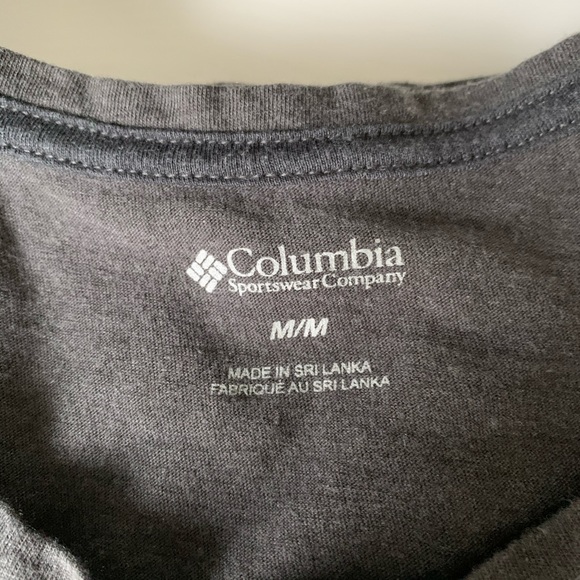 Columbia
Sportswear Company
M/M
MADE IN SRI LANKA
FABRIQUÉ AU SRI LANKA